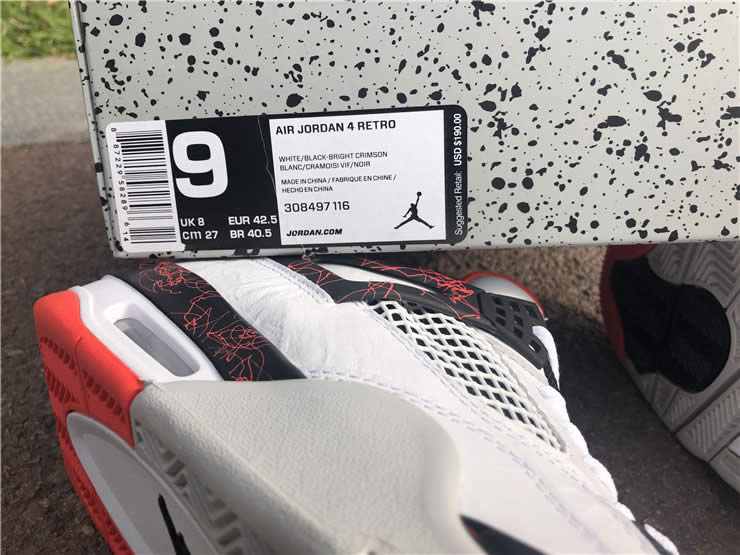 9
UK 8 EUR 42.5
cm 27 BR 40.5
AIR JORDAN 4 RETRO
WHITE/BLACK-BRIGHT CRIMSON
BLANC/CRAMOISI VIF/NOIR
MADE IN CHINA / FABRIQUE EN CHINE /
HECHO EN CHINA
308497 116
JORDAN.COM
Suggested Retail: USD $190.00